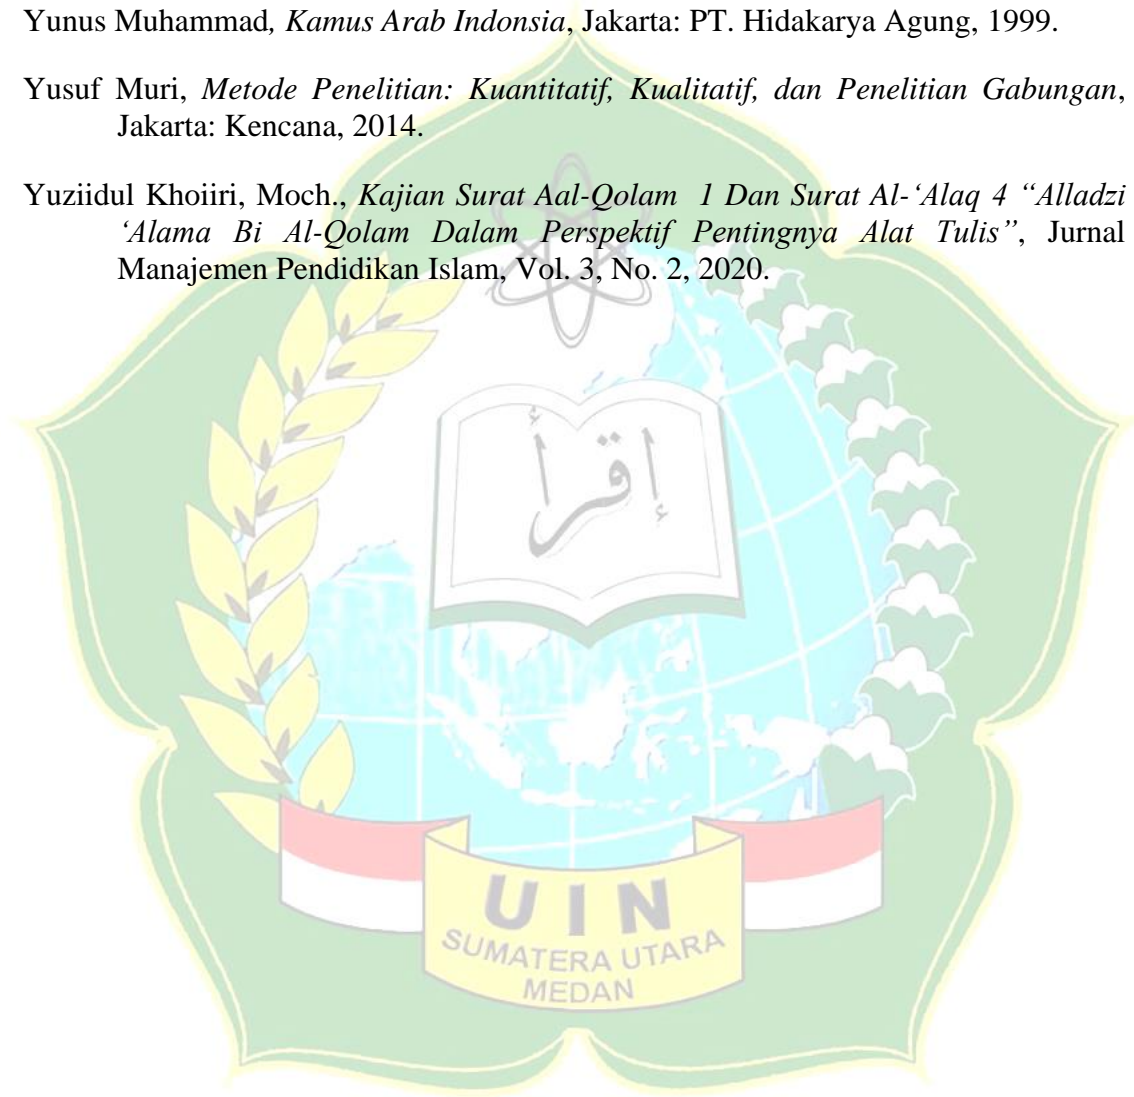 Yunus Muhammad, Kamus Arab Indonsia, Jakarta: PT. Hidakarya Agung, 1999.
Yusuf Muri, Metode Penelitian: Kuantitatif, Kualitatif, dan Penelitian Gabungan,
Jakarta: Kencana, 2014.
Yuziidul Khoiiri, Moch., Kajian Surat Aal-Qolam 1 Dan Surat Al-‘Alaq 4 “Alladzi
‘Alama Bi Al-Qolam Dalam Perspektif Pentingnya Alat Tulis”, Jurnal
Manajemen Pendidikan Islam, Vol. 3, No. 2, 2020.
إقرأ
UIN
SUMATERA UTARA
MEDAN